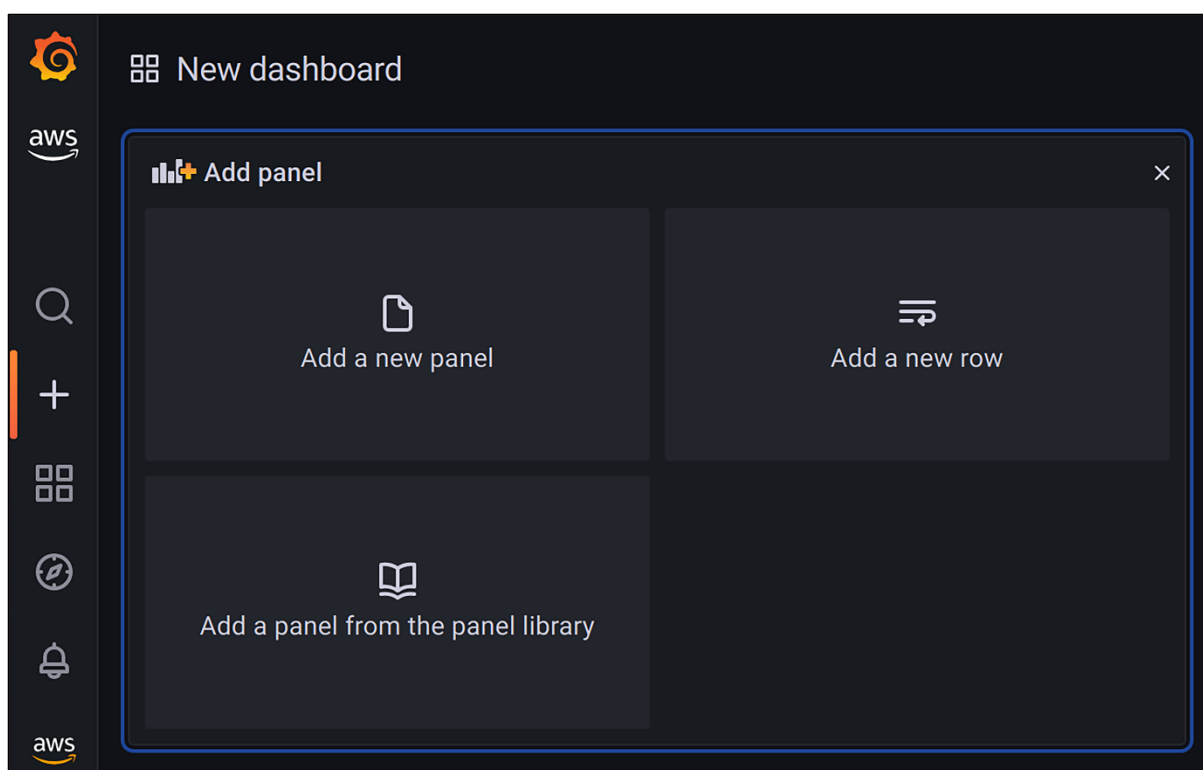 New dashboard
aws
Add panel
Add a new panel
Add a new row
Add a panel from the panel library
aws